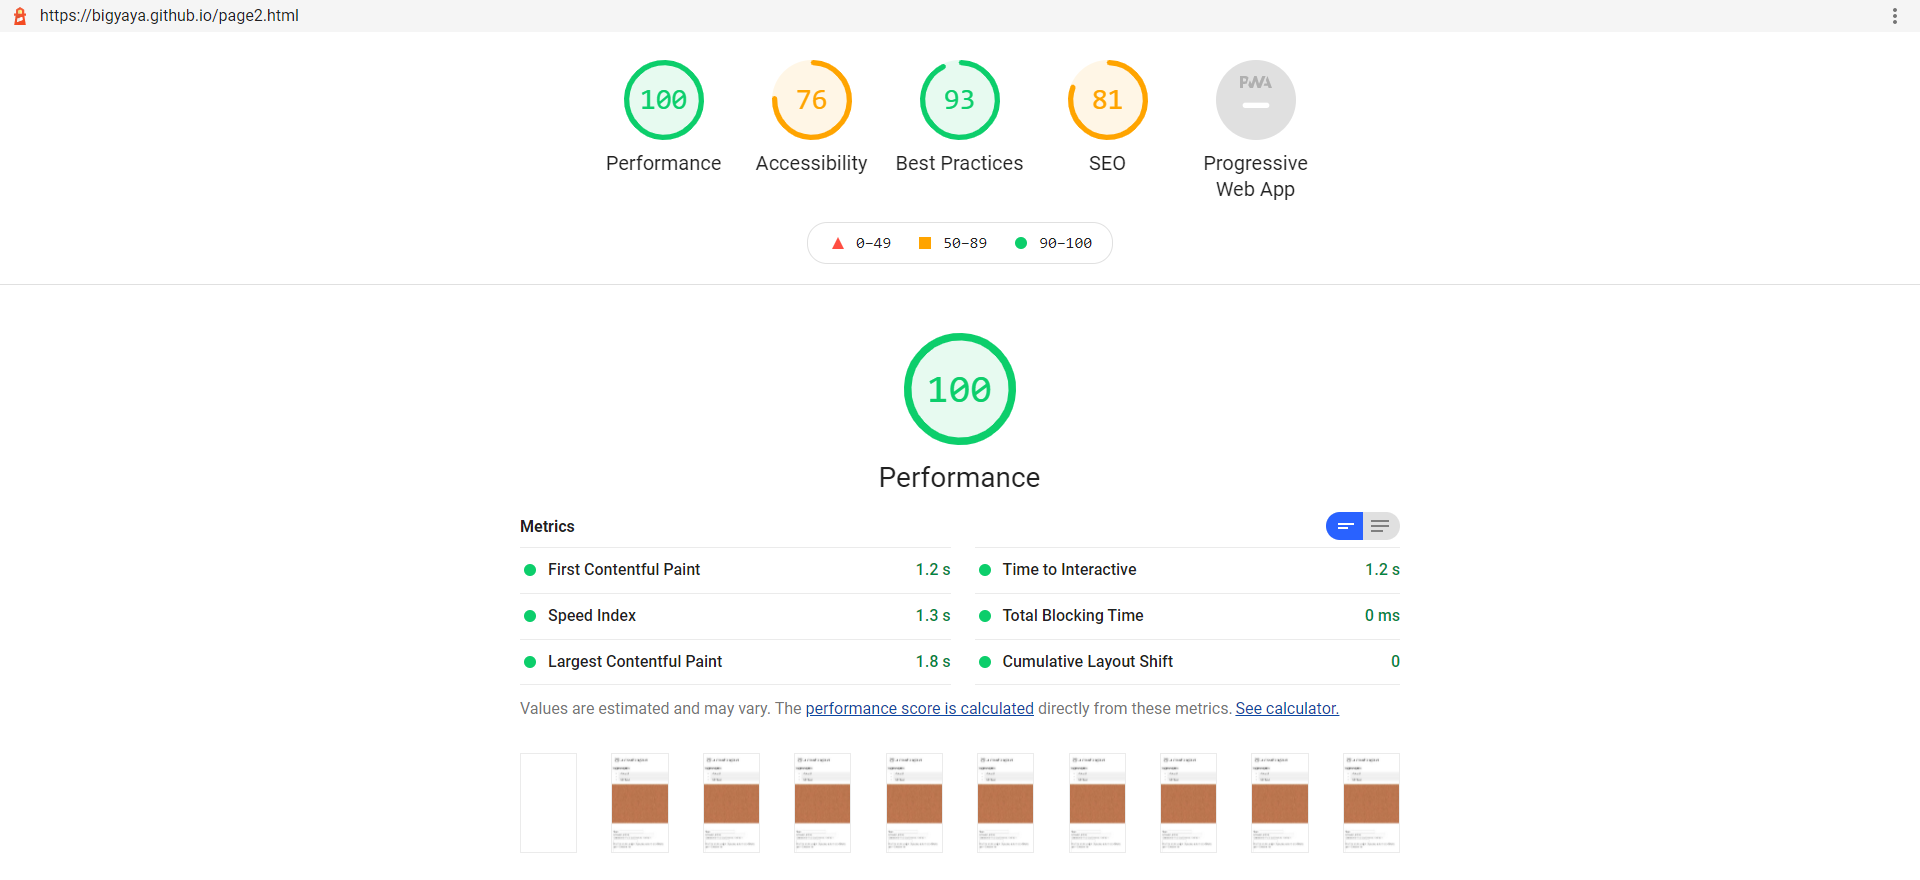 https://bigyaya.github.io/page2.html
100
76
93
81
PWA
Performance
Accessibility
Best Practices
SEO
Progressive
Web App
0–49
50–89
90–100
100
Performance
Metrics
First Contentful Paint 1.2 s
Time to Interactive 1.2 s
Speed Index 1.3 s
Total Blocking Time 0 ms
Largest Contentful Paint 1.8 s
Cumulative Layout Shift 0
Values are estimated and may vary. The performance score is calculated directly from these metrics. See calculator.